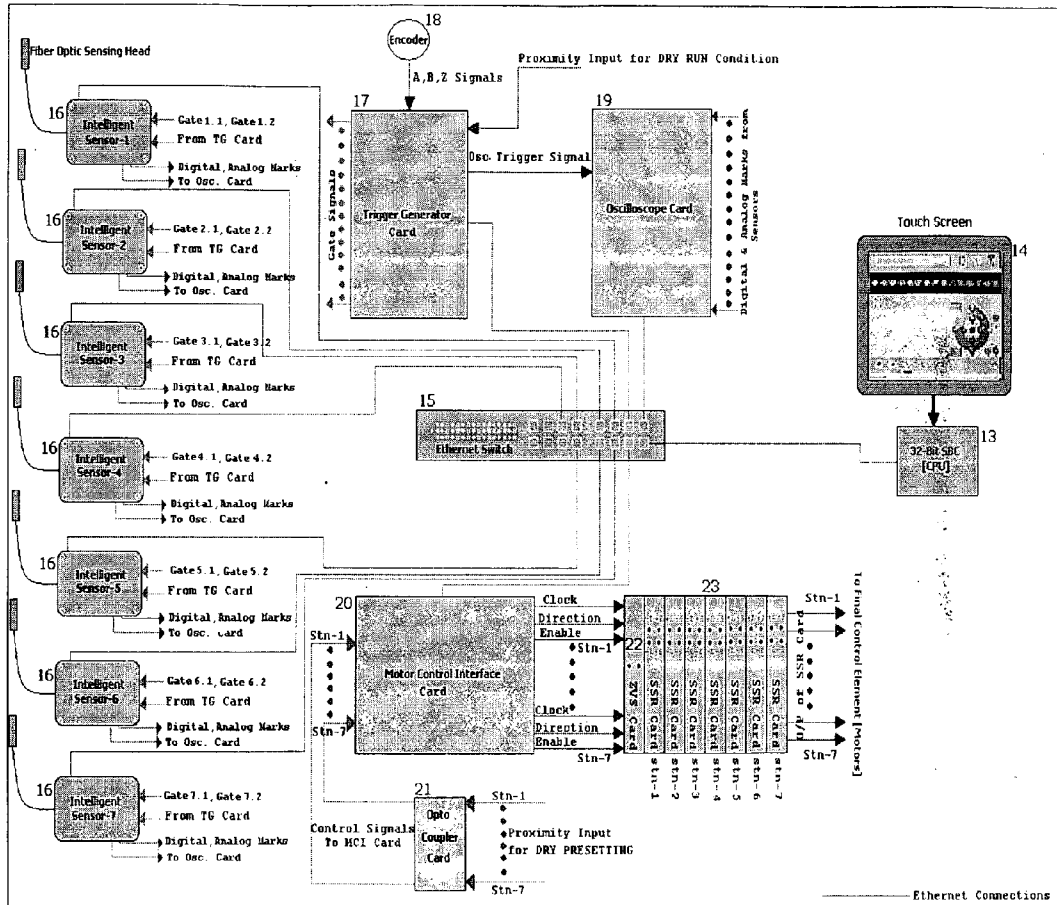 18
Encoder
Fiber Optic Sensing Head
Proximity Input for DRY RUN Condition
A,B,Z Signals
17
19
16
Intelligent
Sensor-1
Gate1.1, Gate1.2
From TG Card
Digital,Analog Marks
To Osc. Card
Gate Signals
Trigger Generator
Card
Osc. Trigger Signal
Oscilloscope Card
Digital & Analog Marks from
Sensors
16
Intelligent
Sensor-2
Gate2.1, Gate2.2
From TG Card
Digital,Analog Marks
To Osc. Card
Touch Screen
14
16
Intelligent
Sensor-3
Gate3.1, Gate3.2
From TG Card
Digital,Analog Marks
To Osc. Card
15
Ethernet Switch
13
32-Bit SBC
[CPU]
16
Intelligent
Sensor-4
Gate4.1, Gate4.2
From TG Card
Digital,Analog Marks
To Osc. Card
16
Intelligent
Sensor-5
Gate5.1, Gate5.2
From TG Card
Digital,Analog Marks
To Osc. Card
20
Stn-1
Motor Control Interface
Card
Stn-7
Clock
Direction
Enable
Stn-1
Clock
Direction
Enable
Stn-7
23
22
ZVS Card
SSR Card
SSR Card
SSR Card
SSR Card
SSR Card
SSR Card
SSR Card
stn-1
stn-2
stn-3
stn-4
stn-5
stn-6
stn-7
Stn-1
O/P of SSR Card
To Final Control Element [Motors]
Stn-7
16
Intelligent
Sensor-6
Gate6.1, Gate6.2
From TG Card
Digital,Analog Marks
To Osc. Card
16
Intelligent
Sensor-7
Gate7.1, Gate7.2
From TG Card
Digital,Analog Marks
To Osc. Card
21
Opto
Coupler
Card
Control Signals
To MCI Card
Stn-1
Proximity Input
for DRY PRESETTING
Stn-7
Ethernet Connections